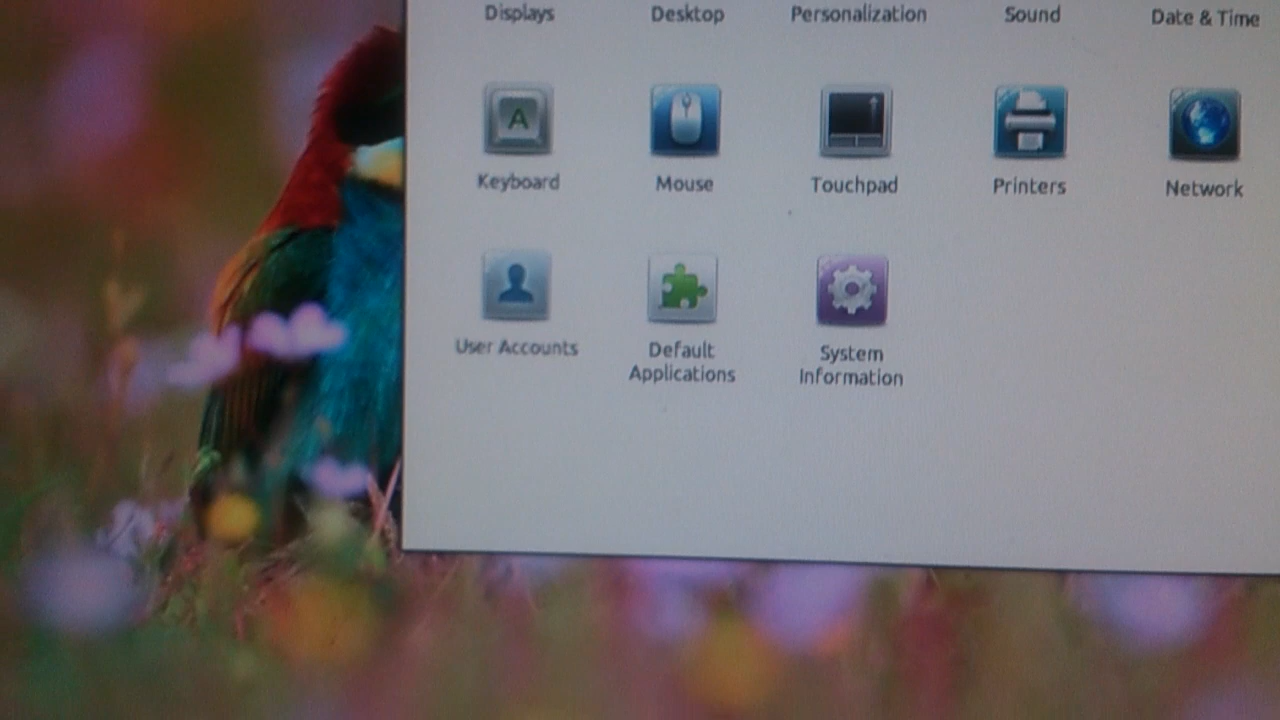 Displays Desktop Personalization Sound Date & Time
A
Keyboard Mouse Touchpad Printers Network
User Accounts Default Applications System Information